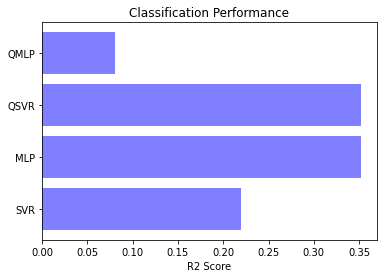 Classification Performance
QMLP
QSVR
MLP
SVR
0.00 0.05 0.10 0.15 0.20 0.25 0.30 0.35
R2 Score